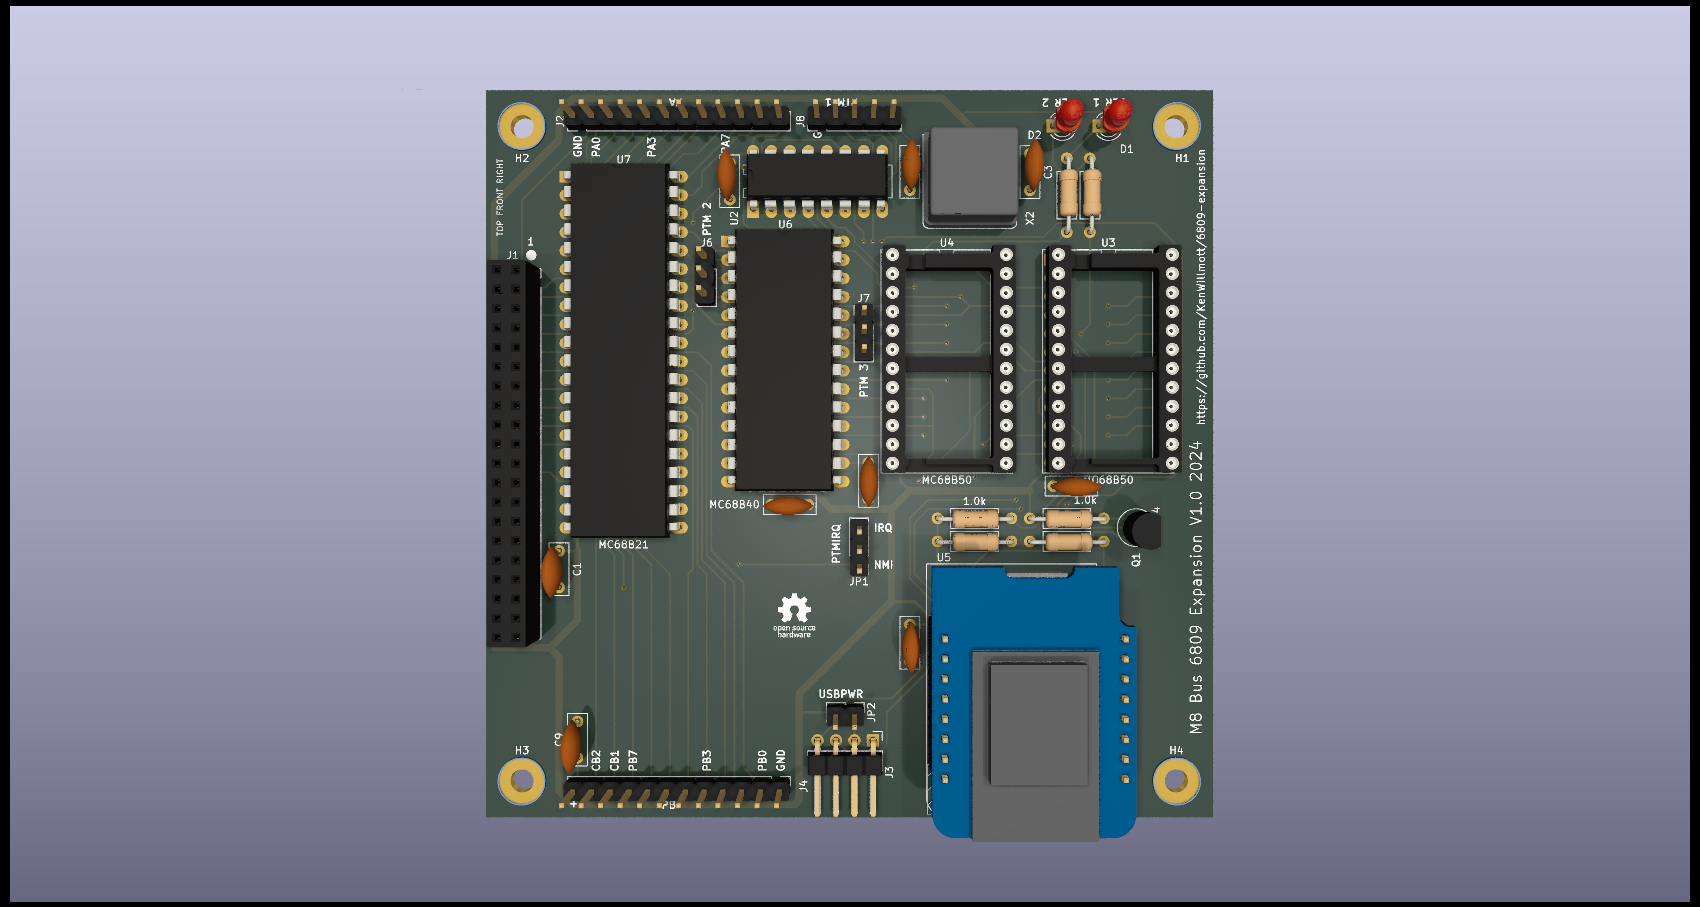 J2
GND
PA0
PA3
PA7
U7
H2
TOP FRONT RIGHT
1
J1
J8
U2
PTM 2
J6
U6
D2
D1
H1
C3
X2
U4
U3
J7
PTM 3
https://github.com/KenWillmott/6809-expansion
MC68B50
MC68B40
1.0k
1.0k
MC68B21
PTMIRQ
IRQ
NMI
JP1
U5
Q1
C1
open source
hardware
M8 Bus 6809 Expansion V1.0 2024
USBPWR
JP2
J3
J4
H3
H4
CB2
CB1
PB7
PB3
PB0
GND
+
PB